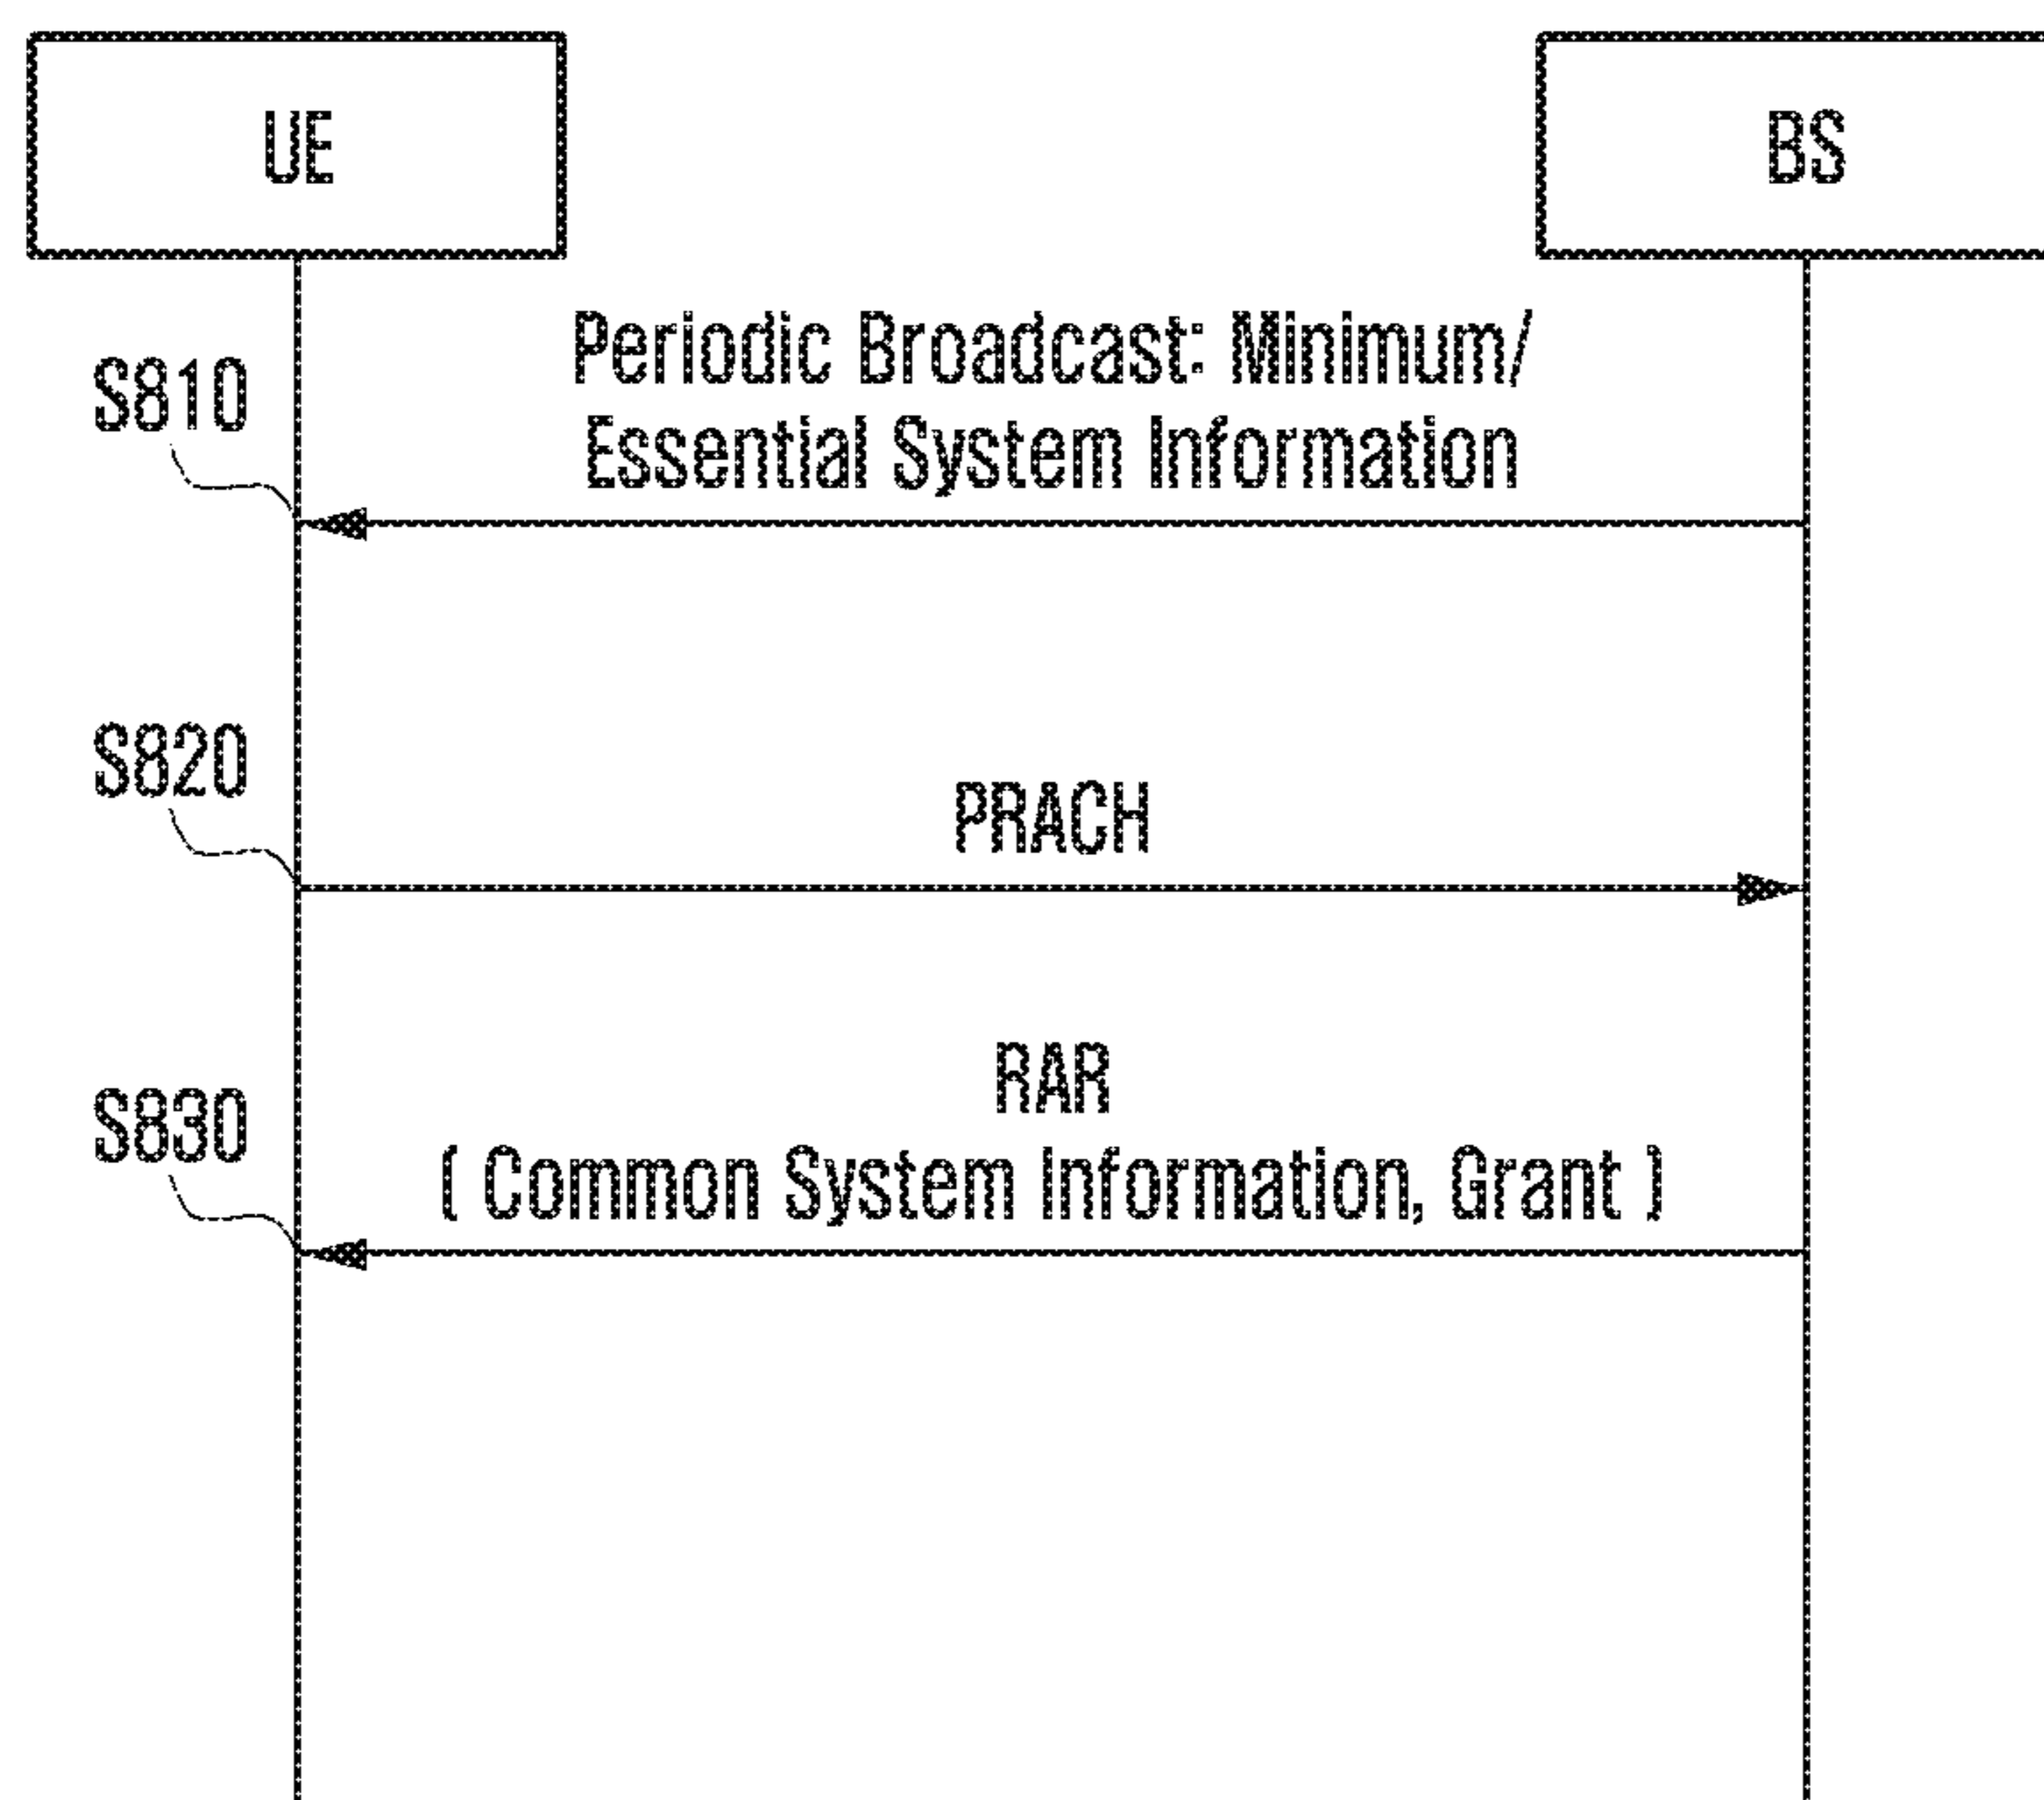 UE
BS
Periodic Broadcast: Minimum/
Essential System Information
S810
PRACH
S820
RAR
( Common System Information, Grant )
S830